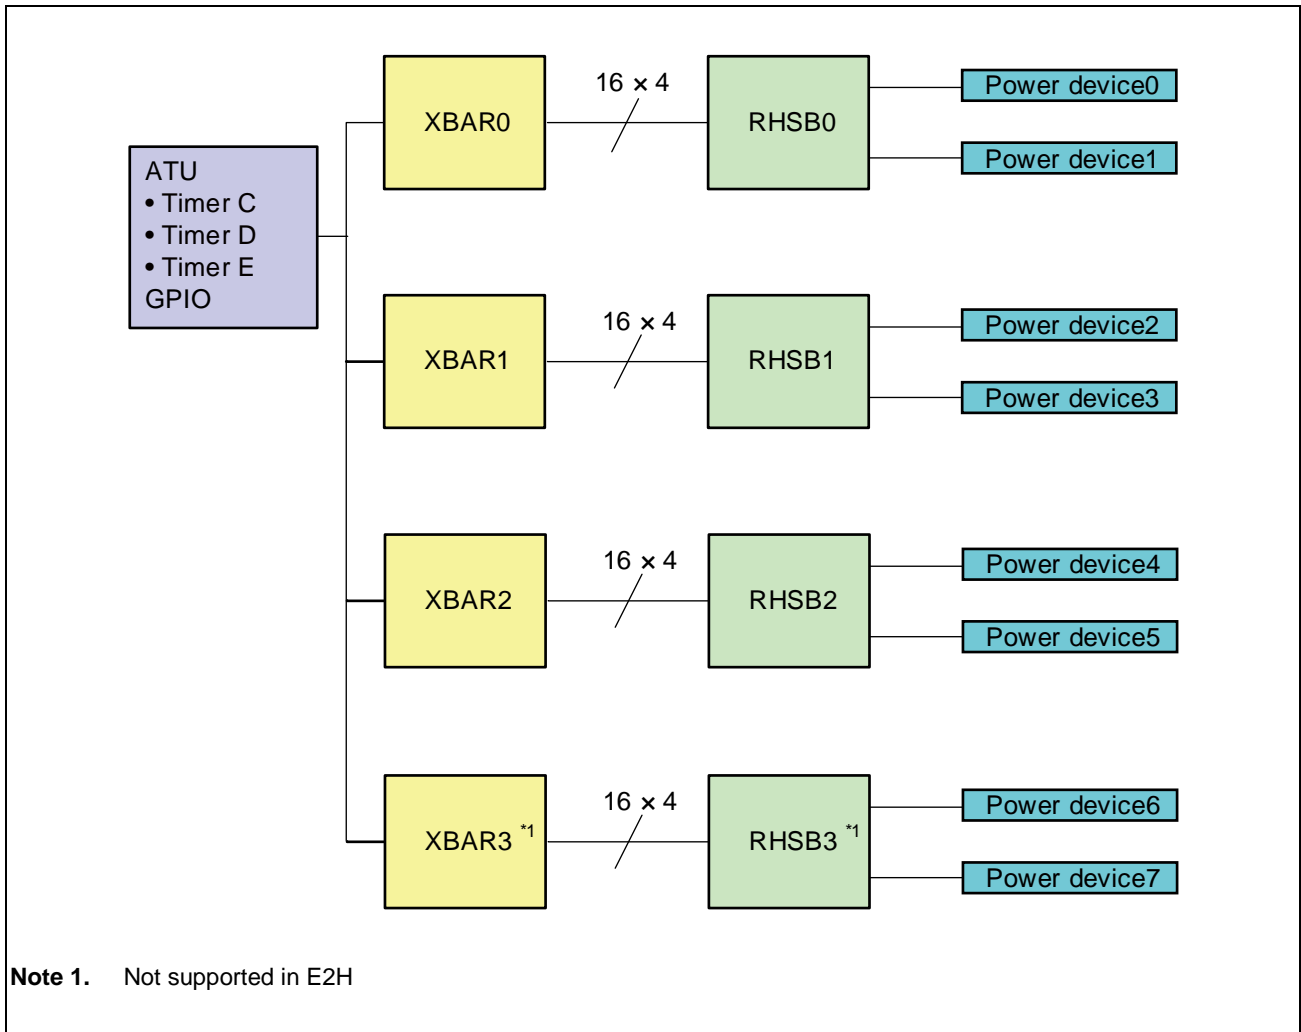 16 × 4
XBAR0
RHSB0
Power device0
Power device1
ATU
• Timer C
• Timer D
• Timer E
GPIO
16 × 4
XBAR1
RHSB1
Power device2
Power device3
16 × 4
XBAR2
RHSB2
Power device4
Power device5
16 × 4
XBAR3 *1
RHSB3 *1
Power device6
Power device7
Note 1. Not supported in E2H